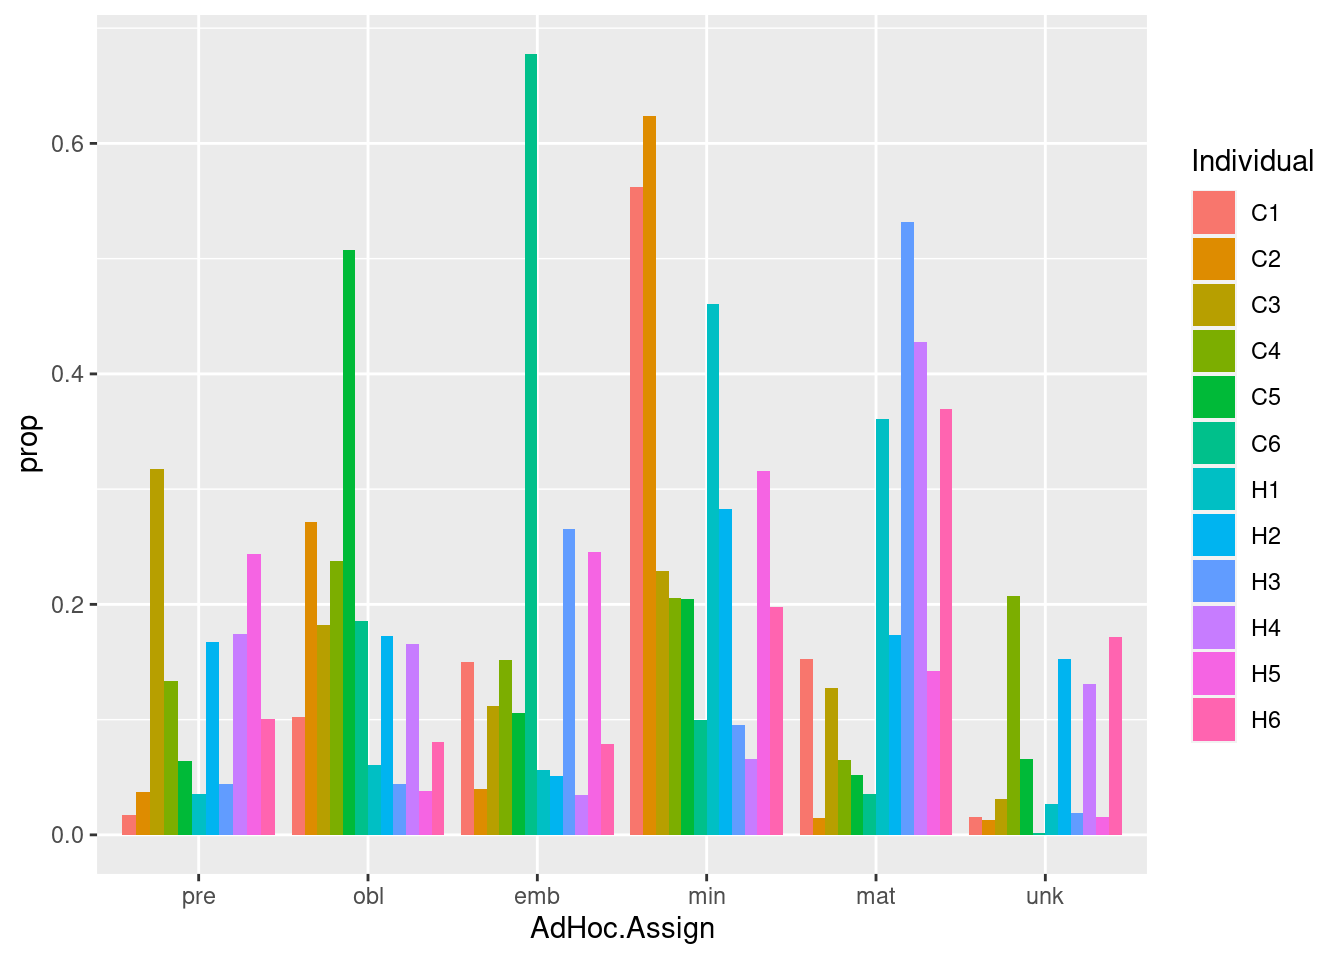 0.6
0.4
0.2
0.0
prop
pre obl emb min mat unk
AdHoc.Assign
Individual
C1
C2
C3
C4
C5
C6
H1
H2
H3
H4
H5
H6